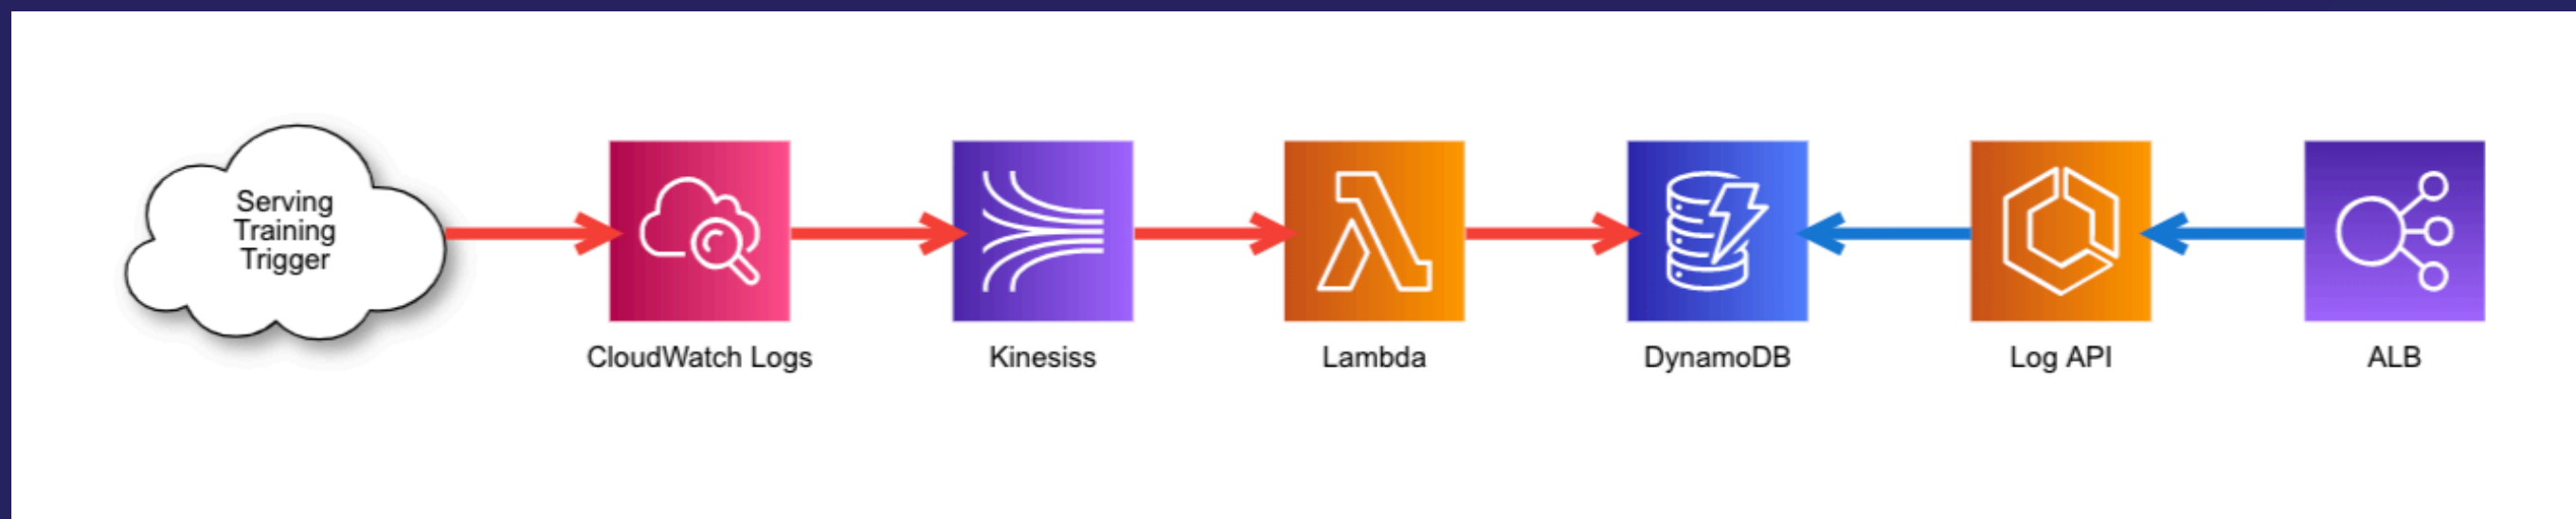 Serving
Training
Trigger
CloudWatch Logs
Kinesiss
Lambda
DynamoDB
Log API
ALB